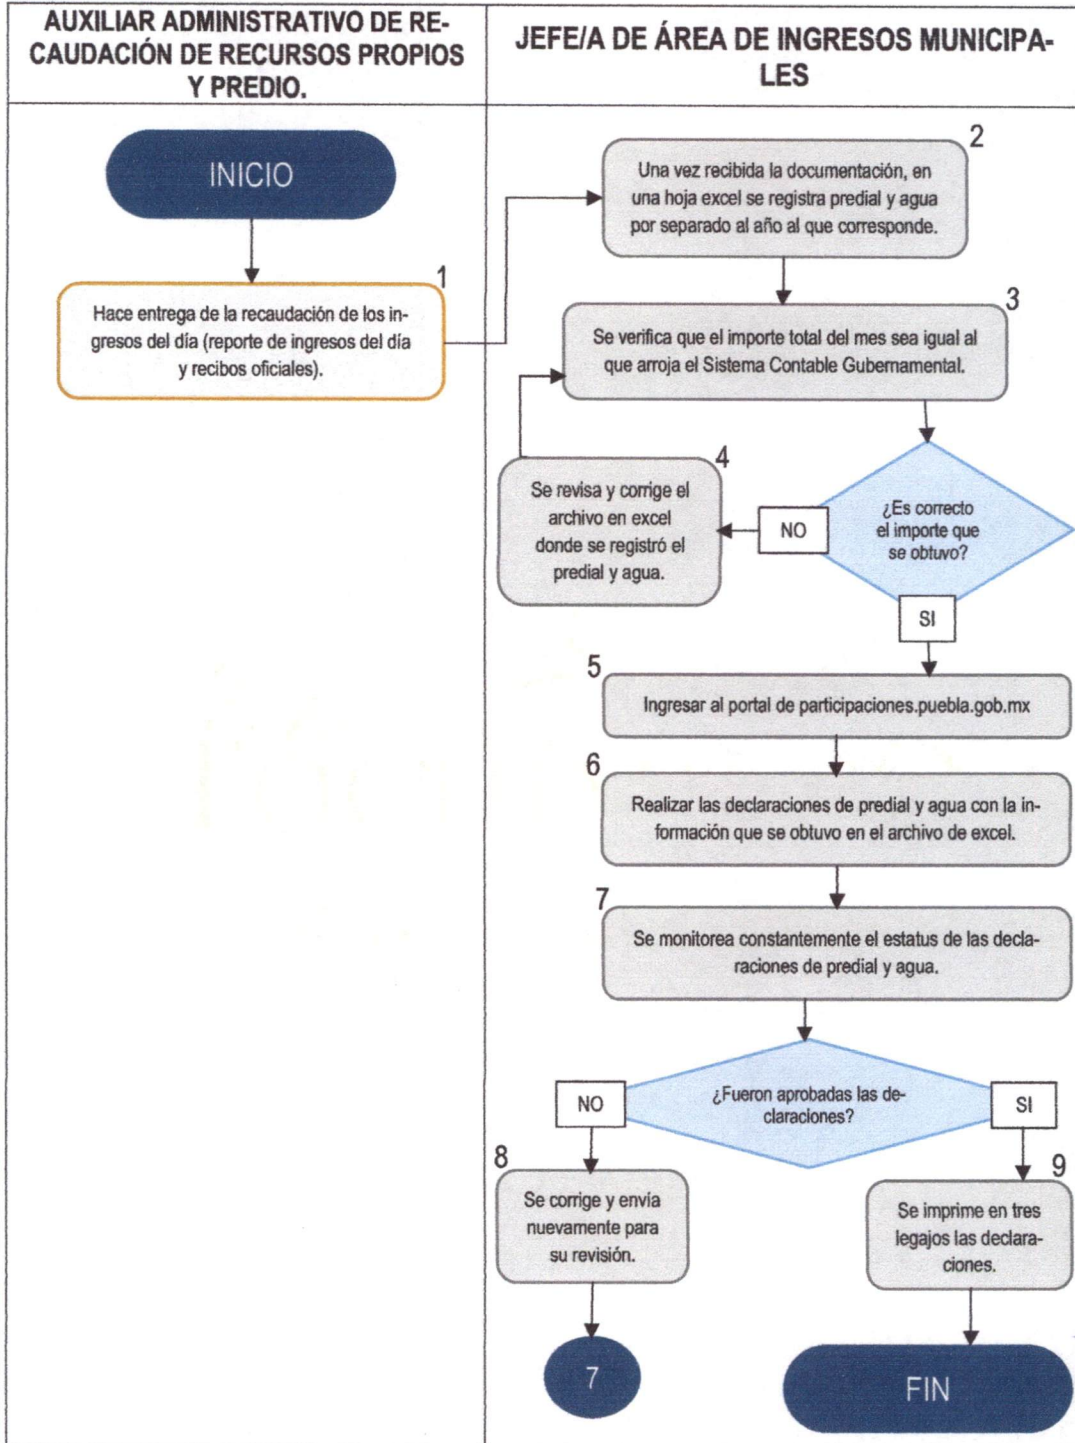 AUXILIAR ADMINISTRATIVO DE RE-
CAUDACIÓN DE RECURSOS PROPIOS
Y PREDIO.
JEFE/A DE ÁREA DE INGRESOS MUNICIPA-
LES
INICIO
1
Hace entrega de la recaudación de los in-
gresos del día (reporte de ingresos del día
y recibos oficiales).
2
Una vez recibida la documentación, en
una hoja excel se registra predial y agua
por separado al año al que corresponde.
3
Se verifica que el importe total del mes sea igual al
que arroja el Sistema Contable Gubernamental.
4
Se revisa y corrige el
archivo en excel
donde se registró el
predial y agua.
NO
¿Es correcto
el importe que
se obtuvo?
SI
5
Ingresar al portal de participaciones.puebla.gob.mx
6
Realizar las declaraciones de predial y agua con la in-
formación que se obtuvo en el archivo de excel.
7
Se monitorea constantemente el estatus de las decla-
raciones de predial y agua.
NO
¿Fueron aprobadas las de-
claraciones?
SI
8
Se corrige y envía
nuevamente para
su revisión.
9
Se imprime en tres
legajos las declara-
ciones.
7
FIN